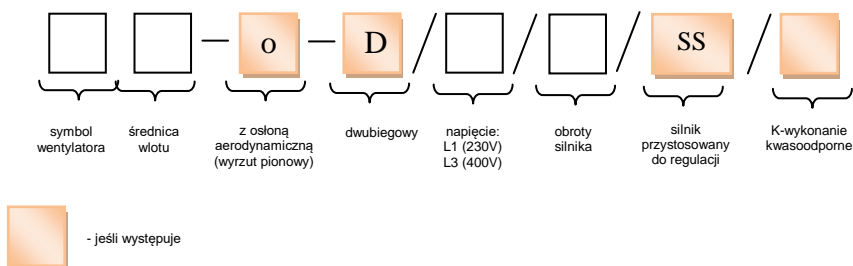 o — D / / / SS /
symbol
wentylatora
średnica
wlotu
z osłoną
aerodynamiczną
(wyrzut pionowy)
dwubiegowy
napięcie:
L1 (230V)
L3 (400V)
obroty
silnika
silnik
przystosowany
do regulacji
K-wykonanie
kwasoodporne
- jeśli występuje